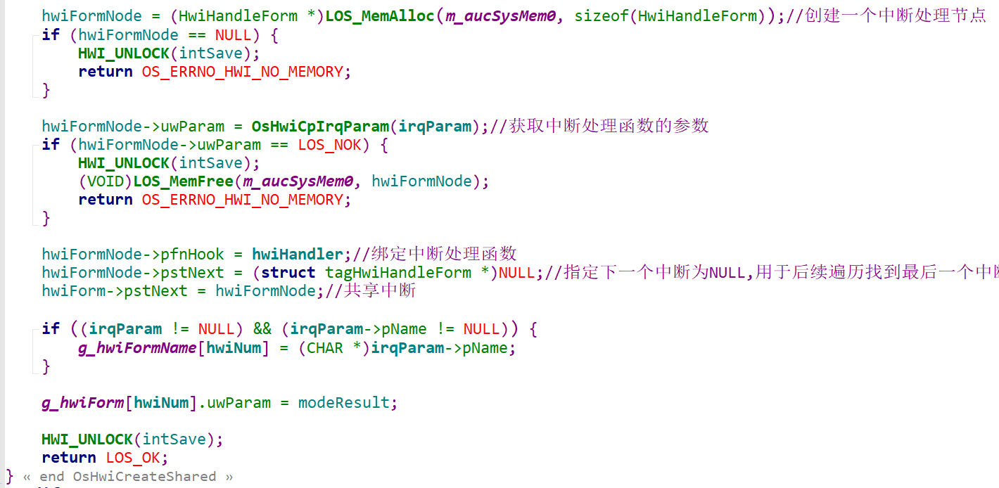 hwiFormNode = (HwiHandleForm *)LOS_MemAlloc(m_aucSysMem0, sizeof(HwiHandleForm));//创建一个中断处理节点
if (hwiFormNode == NULL) {
HWI_UNLOCK(intSave);
return OS_ERRNO_HWI_NO_MEMORY;
}
hwiFormNode->uwParam = OsHwiCpIrqParam(irqParam);//获取中断处理函数的参数
if (hwiFormNode->uwParam == LOS_NOK) {
HWI_UNLOCK(intSave);
(VOID)LOS_MemFree(m_aucSysMem0, hwiFormNode);
return OS_ERRNO_HWI_NO_MEMORY;
}
hwiFormNode->pfnHook = hwiHandler;//绑定中断处理函数
hwiFormNode->pstNext = (struct tagHwiHandleForm *)NULL;//指定下一个中断为NULL,用于后续遍历找到最后一个中断
hwiForm->pstNext = hwiFormNode;//共享中断
if ((irqParam != NULL) && (irqParam->pName != NULL)) {
g_hwiFormName[hwiNum] = (CHAR *)irqParam->pName;
}
g_hwiForm[hwiNum].uwParam = modeResult;
HWI_UNLOCK(intSave);
return LOS_OK;
} « end OsHwiCreateShared »